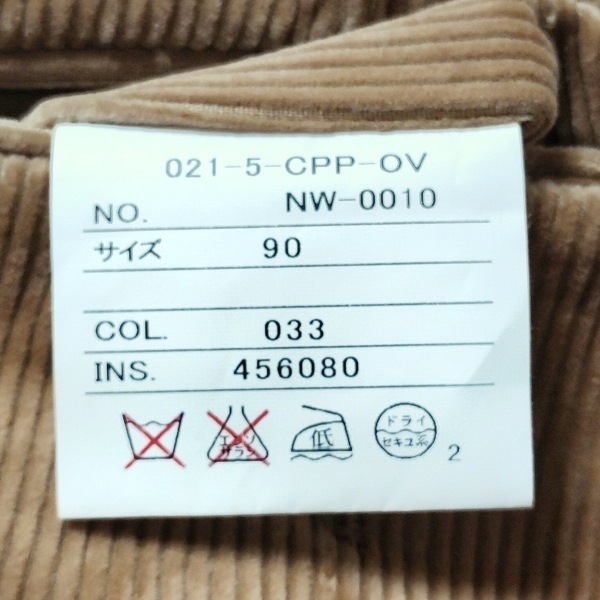 021-5-CPP-OV
NO. NW-0010
サイズ 90
COL. 033
INS. 456080
エンソ
サラシ
低
ドライ
セキユ系
2